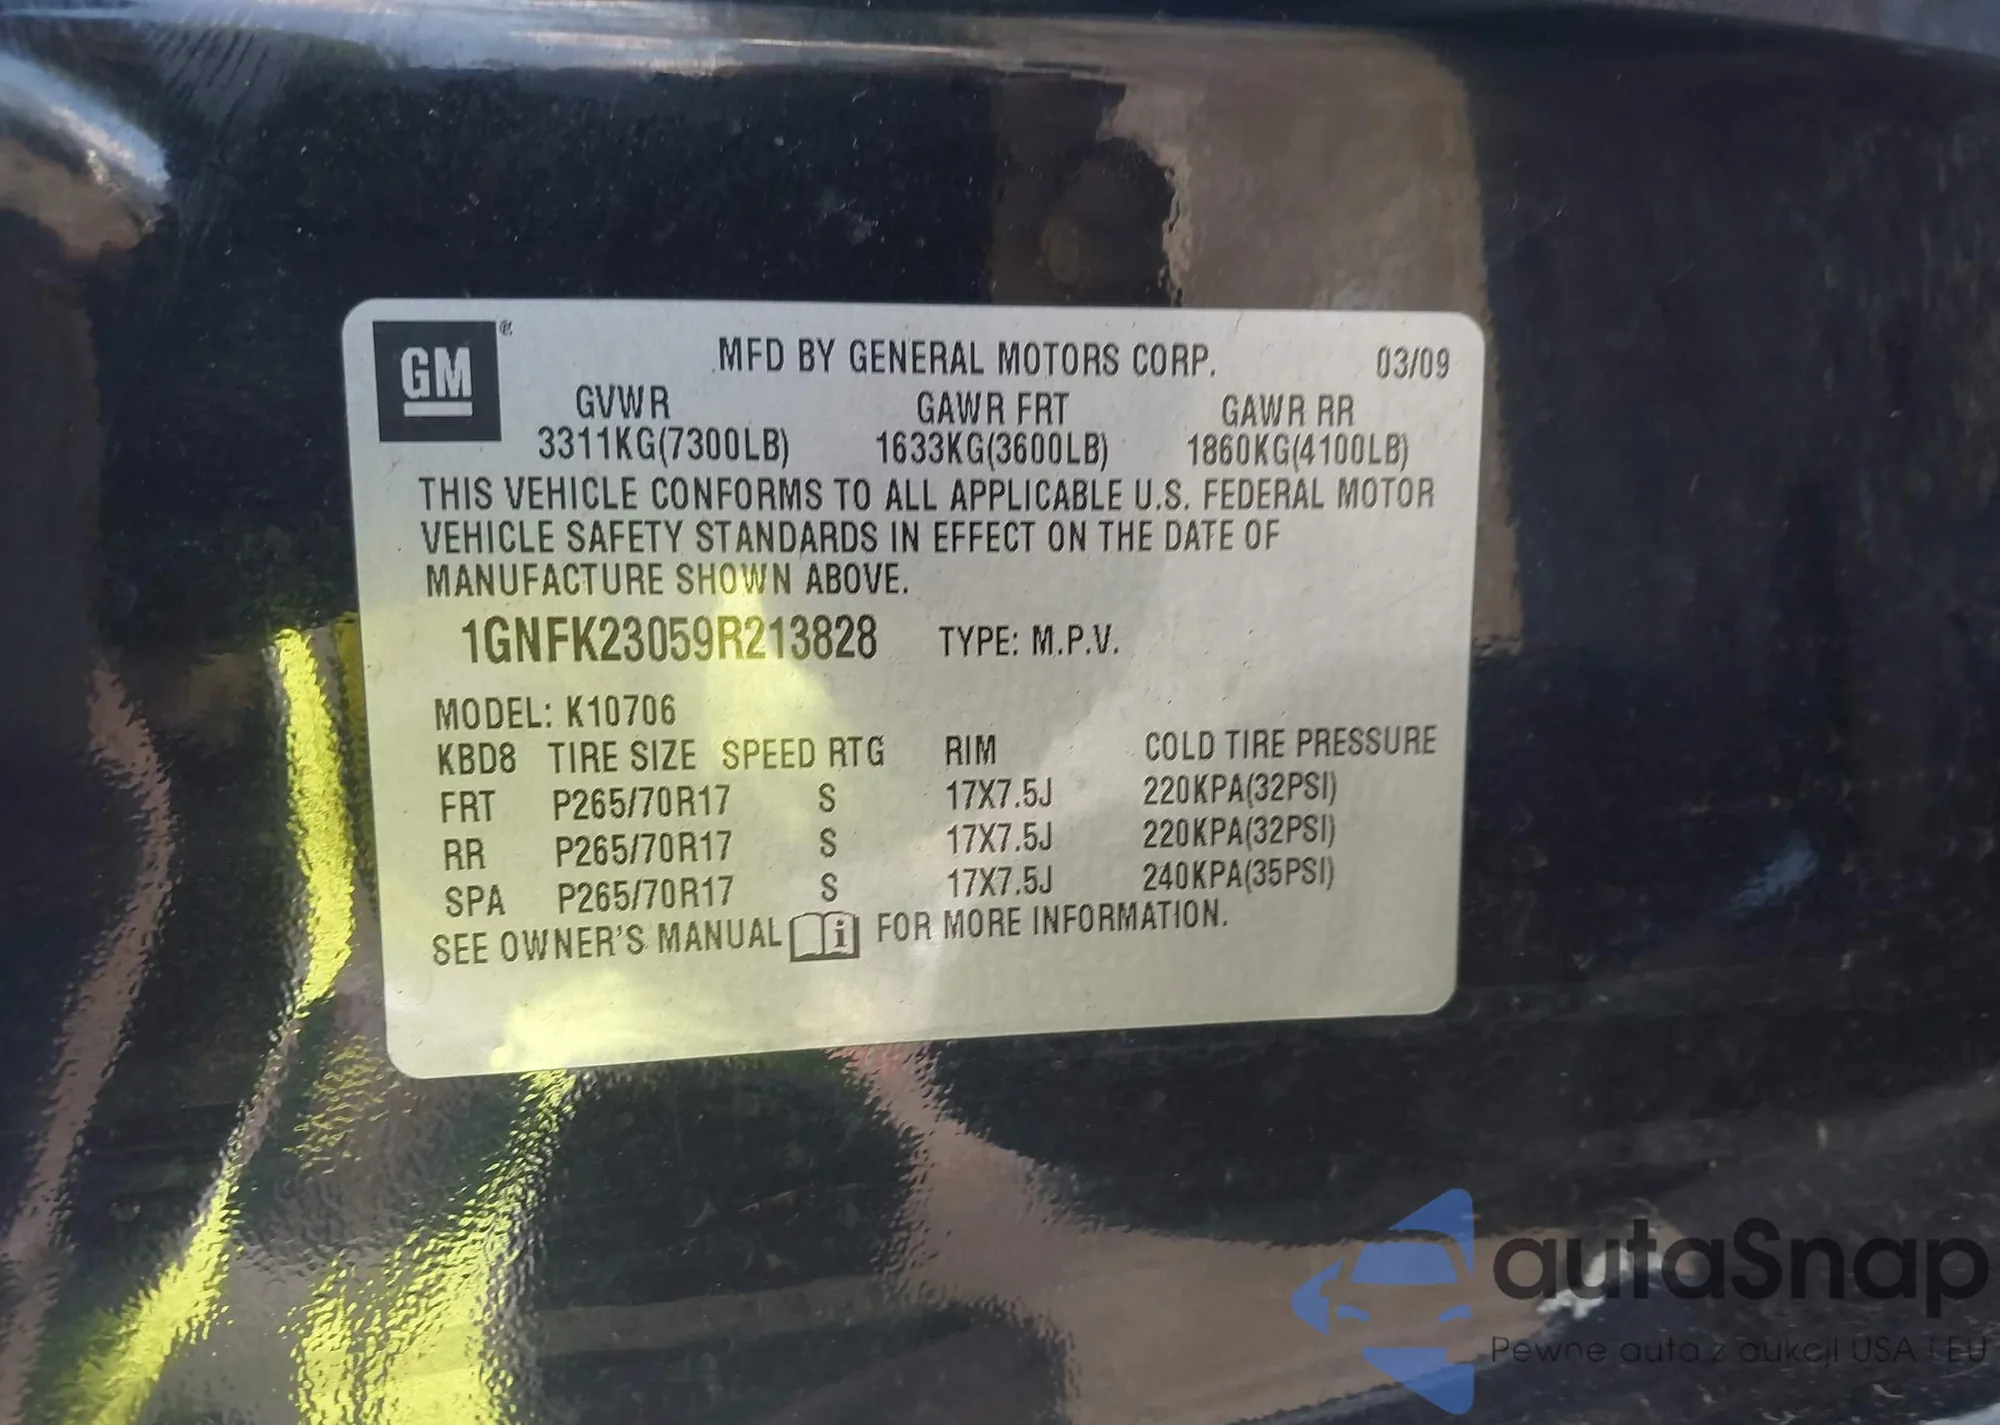 GM ®
MFD BY GENERAL MOTORS CORP. 03/09
GVWR GAWR FRT GAWR RR
3311KG(7300LB) 1633KG(3600LB) 1860KG(4100LB)
THIS VEHICLE CONFORMS TO ALL APPLICABLE U.S. FEDERAL MOTOR
VEHICLE SAFETY STANDARDS IN EFFECT ON THE DATE OF
MANUFACTURE SHOWN ABOVE.
1GNFK23059R213828 TYPE: M.P.V.
MODEL: K10706
KBD8 TIRE SIZE SPEED RTG RIM COLD TIRE PRESSURE
FRT P265/70R17 S 17X7.5J 220KPA(32PSI)
RR P265/70R17 S 17X7.5J 220KPA(32PSI)
SPA P265/70R17 S 17X7.5J 240KPA(35PSI)
SEE OWNER'S MANUAL i FOR MORE INFORMATION.
autaSnap
Pewne auta z aukcji USA i EU